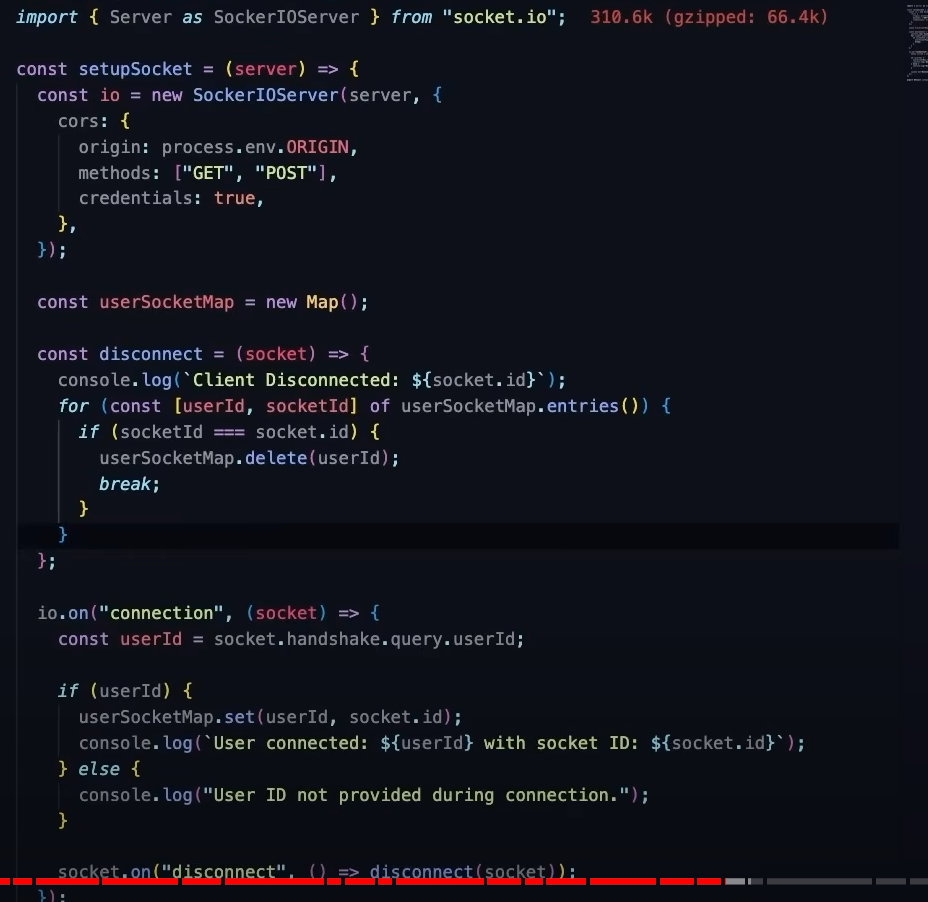 import { Server as SockerIOServer } from "socket.io";  310.6k (gzipped: 66.4k)

const setupSocket = (server) => {
  const io = new SockerIOServer(server, {
    cors: {
      origin: process.env.ORIGIN,
      methods: ["GET", "POST"],
      credentials: true,
    },
  });

  const userSocketMap = new Map();

  const disconnect = (socket) => {
    console.log(`Client Disconnected: ${socket.id}`);
    for (const [userId, socketId] of userSocketMap.entries()) {
      if (socketId === socket.id) {
        userSocketMap.delete(userId);
        break;
      }
    }
  };

  io.on("connection", (socket) => {
    const userId = socket.handshake.query.userId;

    if (userId) {
      userSocketMap.set(userId, socket.id);
      console.log(`User connected: ${userId} with socket ID: ${socket.id}`);
    } else {
      console.log("User ID not provided during connection.");
    }

    socket.on("disconnect", () => disconnect(socket));
  });